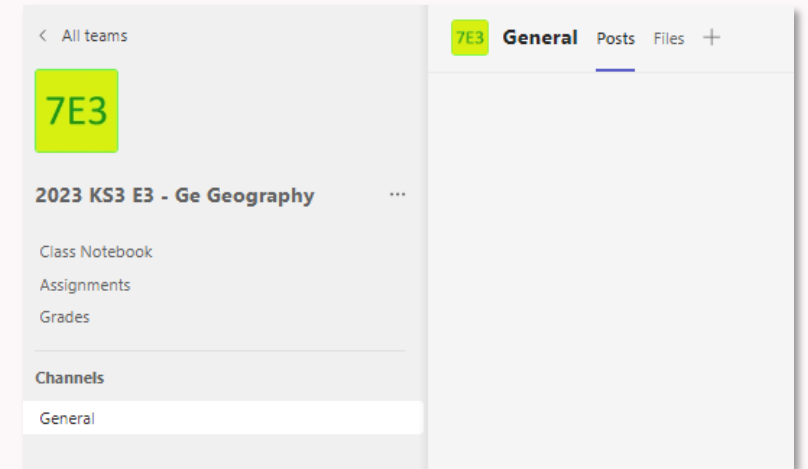 < All teams
7E3
2023 KS3 E3 - Ge Geography ...
Class Notebook
Assignments
Grades
Channels
General
7E3 General Posts Files +